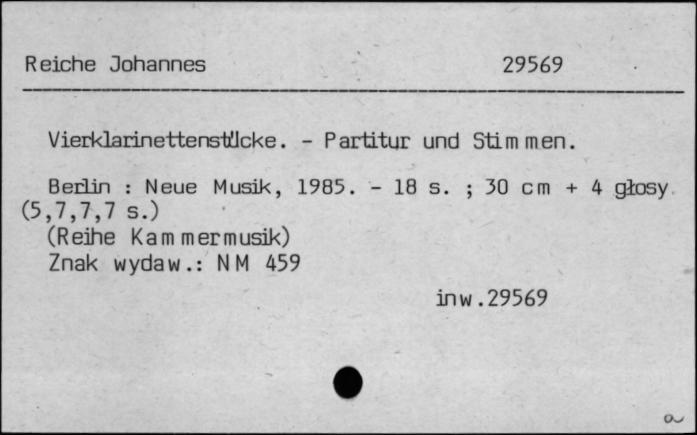 Reiche Johannes 29569
Vierklarinettenstücke. - Partitur und Stimmen.
Berlin : Neue Musik, 1985. - 18 s. ; 30 cm + 4 głosy
(5,7,7,7 s.)
(Reihe Kammermusik)
Znak wydaw.: NM 459
inw.29569
a